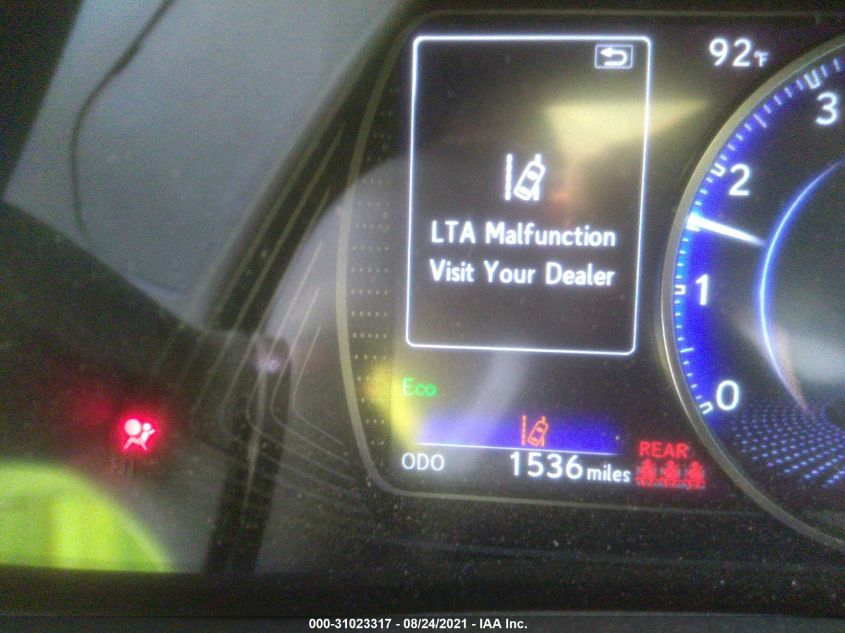 92°F
3
2
1
0
LTA Malfunction
Visit Your Dealer
Eco
ODO 1536 miles
REAR
000-31023317 - 08/24/2021 - IAA Inc.